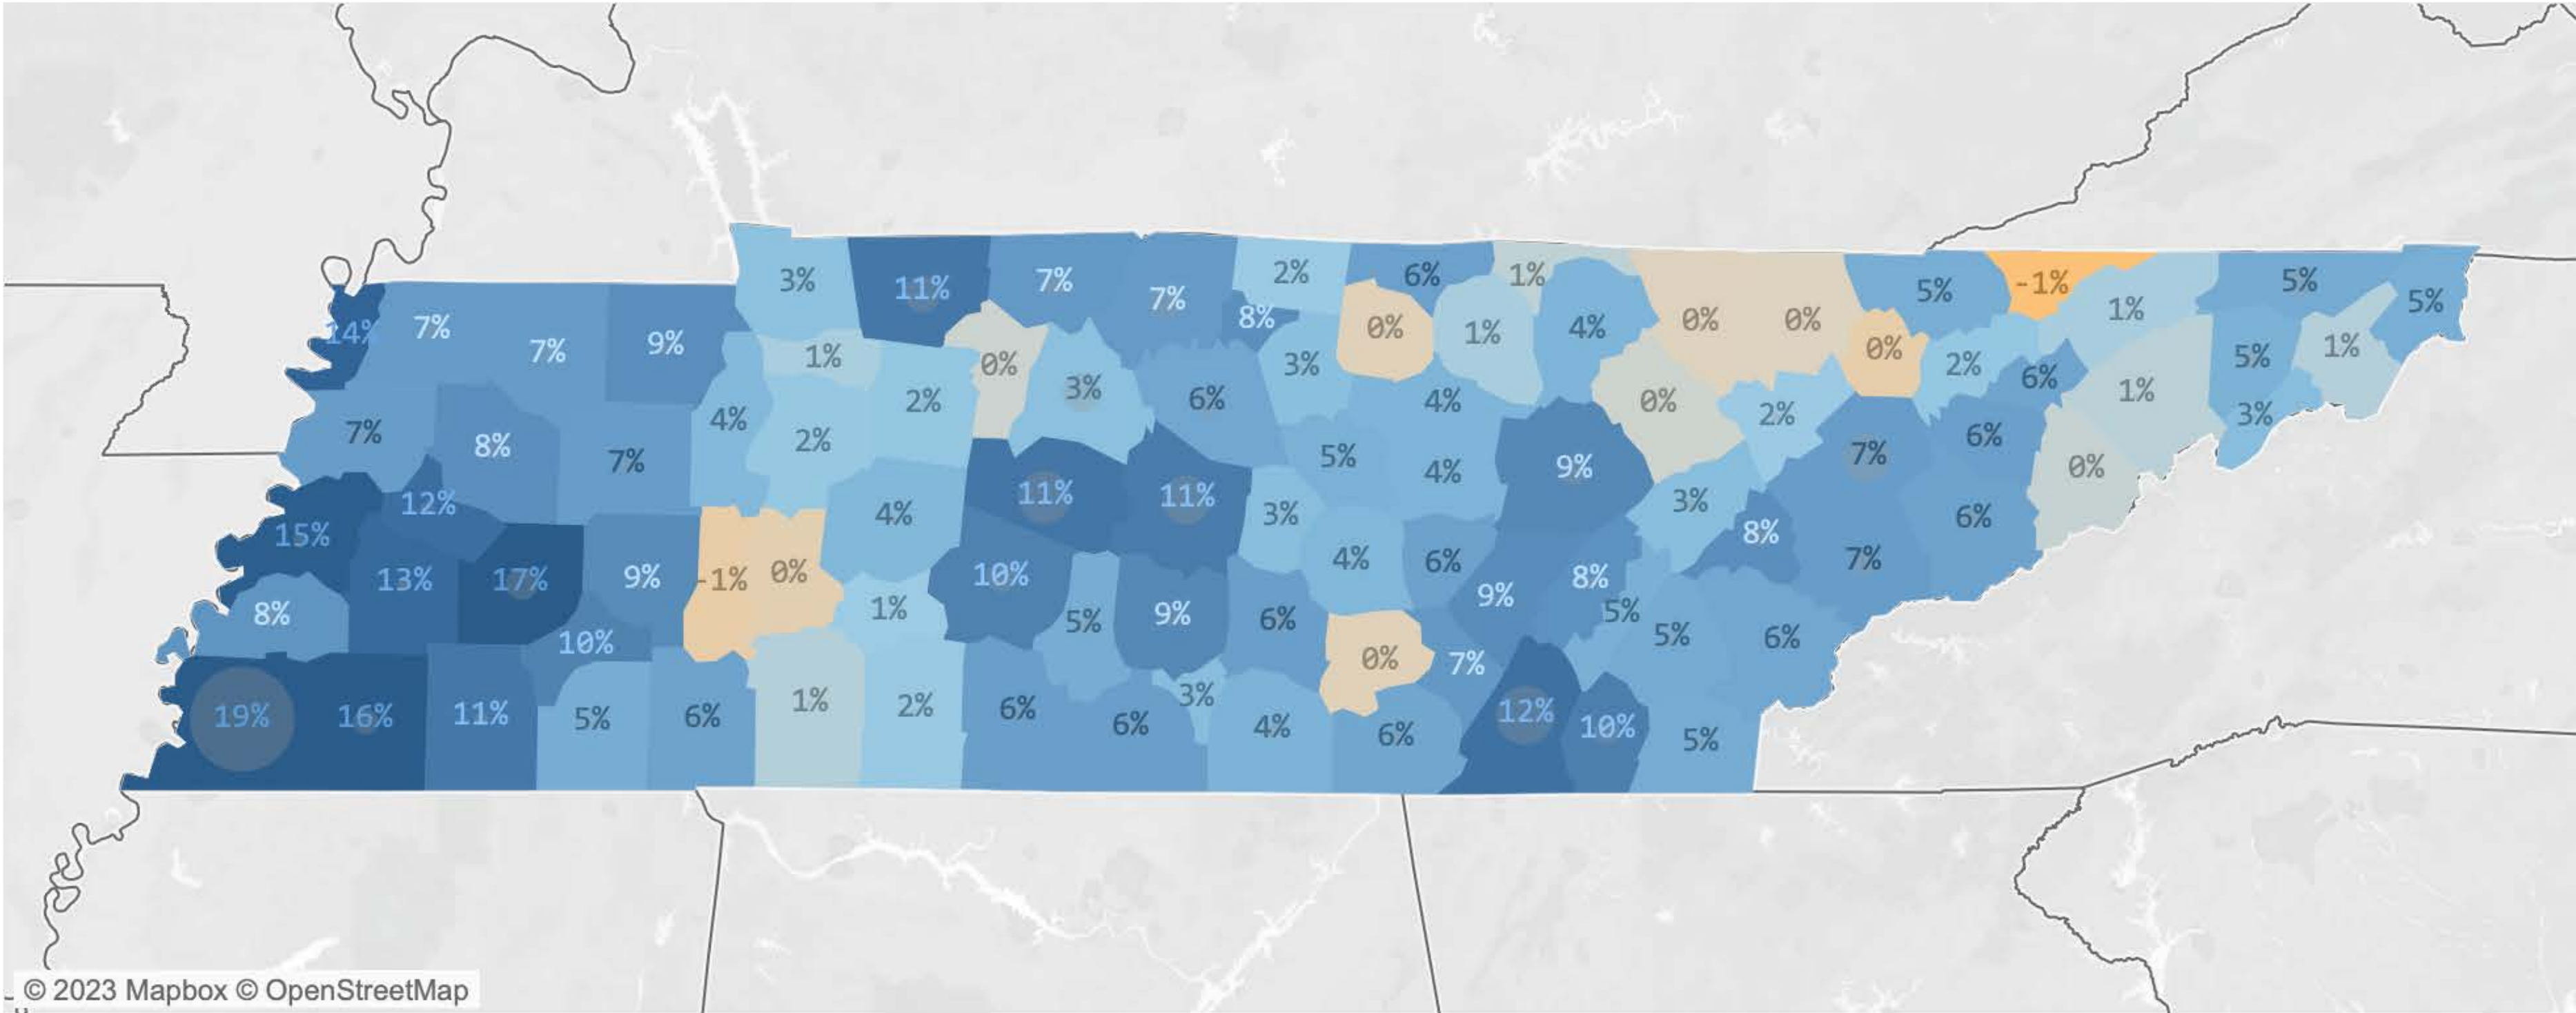 3% 11% 7% 7% 2% 6% 1% 5% -1% 5% 5%
14% 7% 7% 9% 1% 0% 3% 8% 3% 0% 1% 4% 0% 0% 0% 2% 6% 1% 5% 1%
7% 8% 7% 4% 2% 2% 6% 5% 4% 4% 9% 0% 2% 7% 6% 0% 1% 3%
15% 12% 4% 11% 11% 3% 4% 6% 3% 8% 6%
8% 13% 17% 9% -1% 0% 1% 10% 5% 9% 6% 9% 8% 5% 5% 7% 6%
10% 0% 7%
19% 16% 11% 5% 6% 1% 2% 6% 6% 3% 4% 6% 12% 10% 5%
© 2023 Mapbox © OpenStreetMap